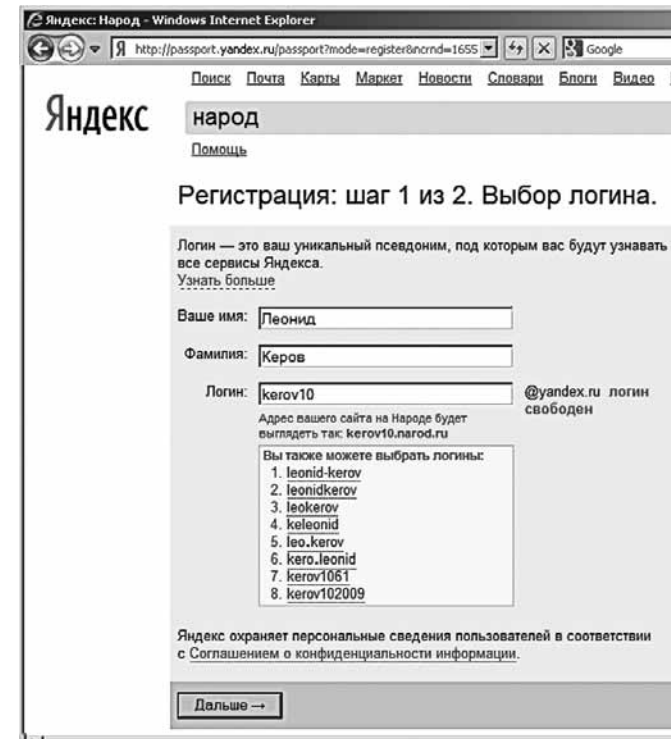 Яндекс: Народ - Windows Internet Explorer
Я http://passport.yandex.ru/passport?mode=register&ncrnd=1655 Google
Поиск Почта Карты Маркет Новости Словари Блоги Видео
Яндекс народ
Помощь
Регистрация: шаг 1 из 2. Выбор логина.
Логин — это ваш уникальный псевдоним, под которым вас будут узнавать
все сервисы Яндекса.
Узнать больше
Ваше имя: Леонид
Фамилия: Керов
Логин: kerov10 @yandex.ru логин
свободен
Адрес вашего сайта на Народе будет
выглядеть так: kerov10.narod.ru
Вы также можете выбрать логины:
1. leonid-kerov
2. leonidkerov
3. leokerov
4. keleonid
5. leo.kerov
6. kero.leonid
7. kerov1061
8. kerov102009
Яндекс охраняет персональные сведения пользователей в соответствии
с Соглашением о конфиденциальности информации.
Дальше →